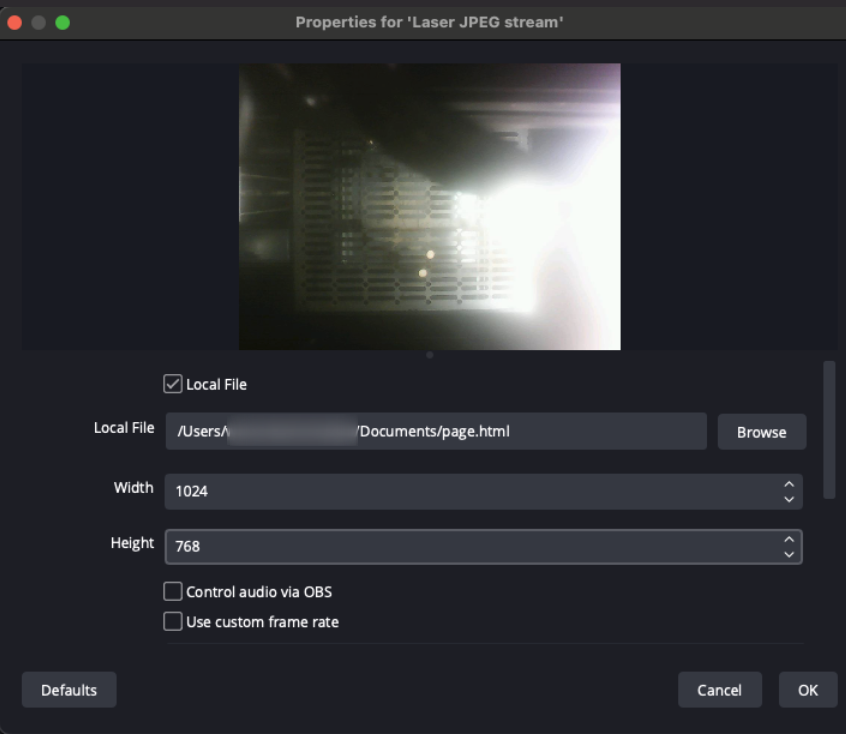 Properties for 'Laser JPEG stream'
Local File
Local File /Users/ /Documents/page.html Browse
Width 1024
Height 768
Control audio via OBS
Use custom frame rate
Defaults Cancel OK